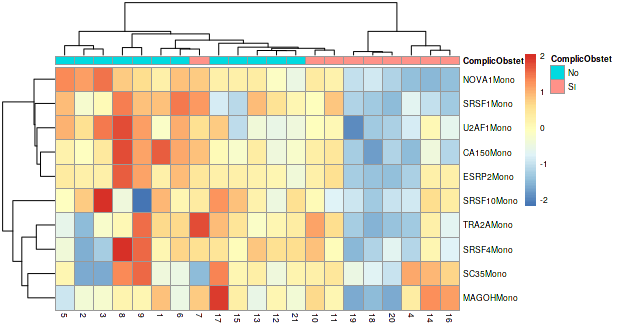 ComplicObstet
NOVA1Mono
SRSF1Mono
U2AF1Mono
CA150Mono
ESRP2Mono
SRSF10Mono
TRA2AMono
SRSF4Mono
SC35Mono
MAGOHMono
5 2 3 8 9 1 6 7 17 15 13 12 21 10 11 19 18 20 4 14 16
2
1
0
-1
-2
ComplicObstet
No
SI